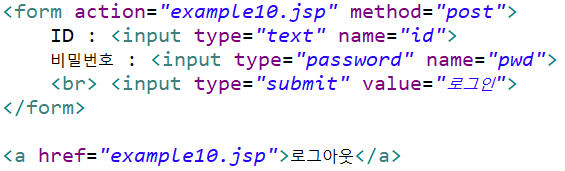 <form action="example10.jsp" method="post">
ID : <input type="text" name="id">
비밀번호 : <input type="password" name="pwd">
<br> <input type="submit" value="로그인">
</form>
<a href="example10.jsp">로그아웃</a>